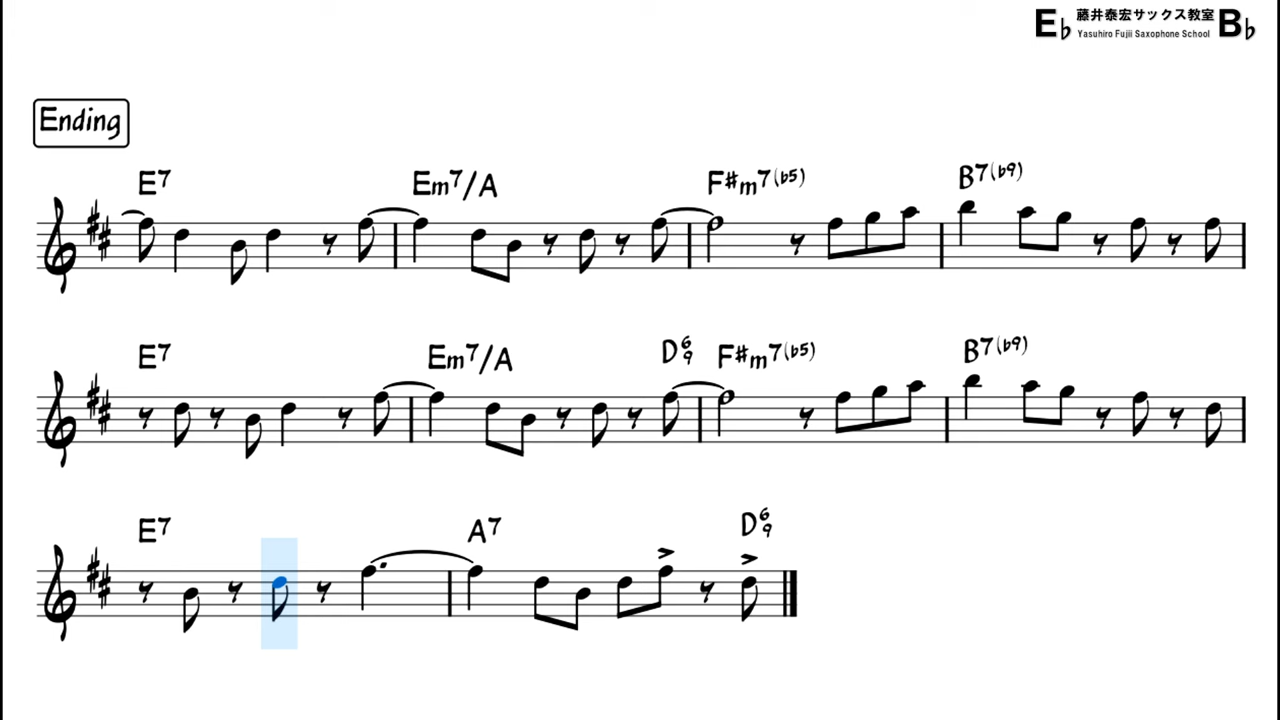 E♭ 藤井泰宏サックス教室 B♭
Yasuhiro Fujii Saxophone School
Ending
E7 Em7/A F#m7(♭5) B7(♭9)
E7 Em7/A D6 9 F#m7(♭5) B7(♭9)
E7 A7 D6 9